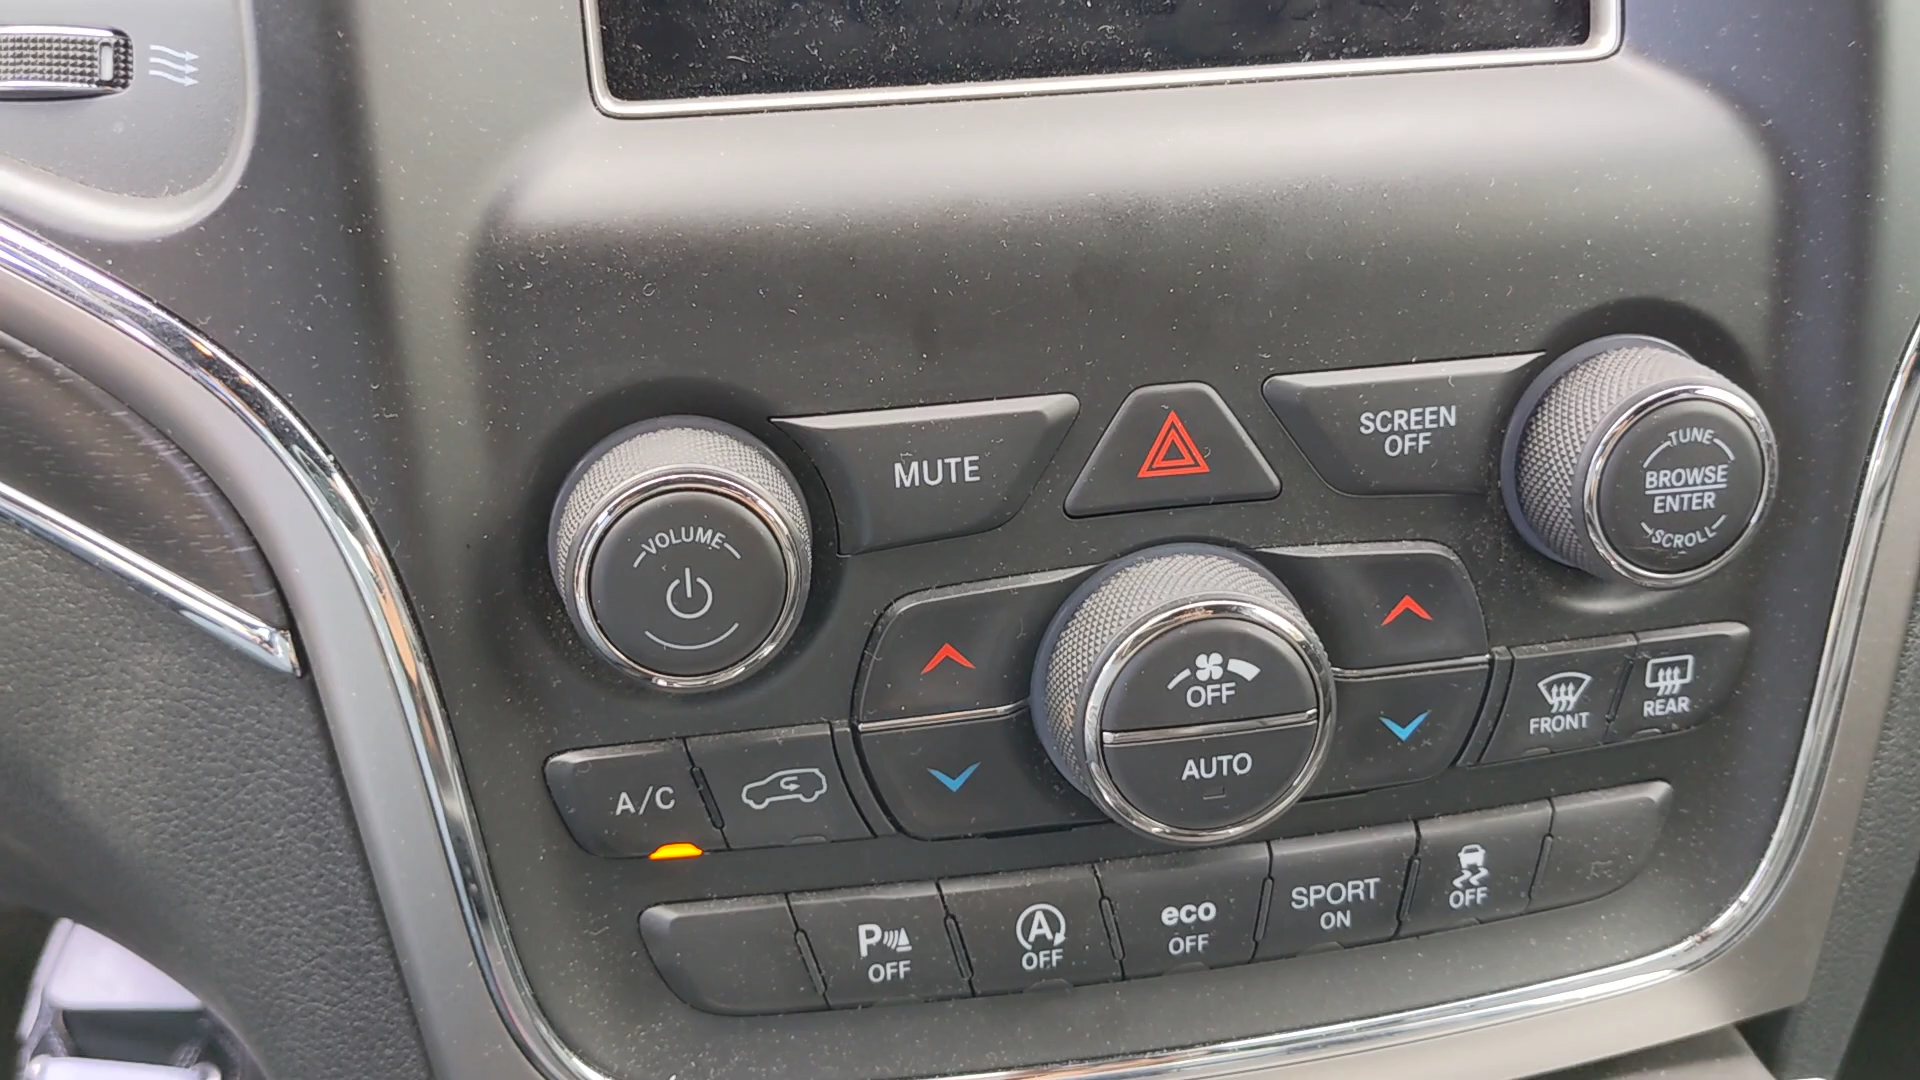 MUTE
SCREEN
OFF
TUNE
BROWSE
ENTER
SCROLL
VOLUME
OFF
AUTO
FRONT
REAR
A/C
P
OFF
A
OFF
eco
OFF
SPORT
ON
OFF